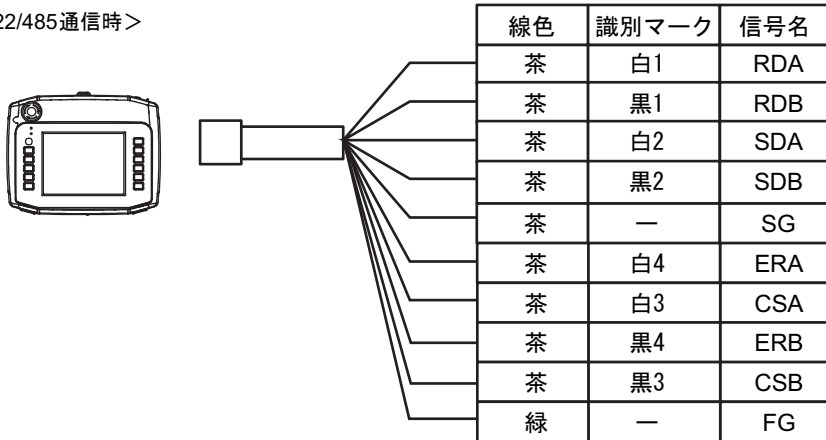 22/485通信時＞
線色 識別マーク 信号名
茶 白1 RDA
茶 黒1 RDB
茶 白2 SDA
茶 黒2 SDB
茶 — SG
茶 白4 ERA
茶 白3 CSA
茶 黒4 ERB
茶 黒3 CSB
緑 — FG